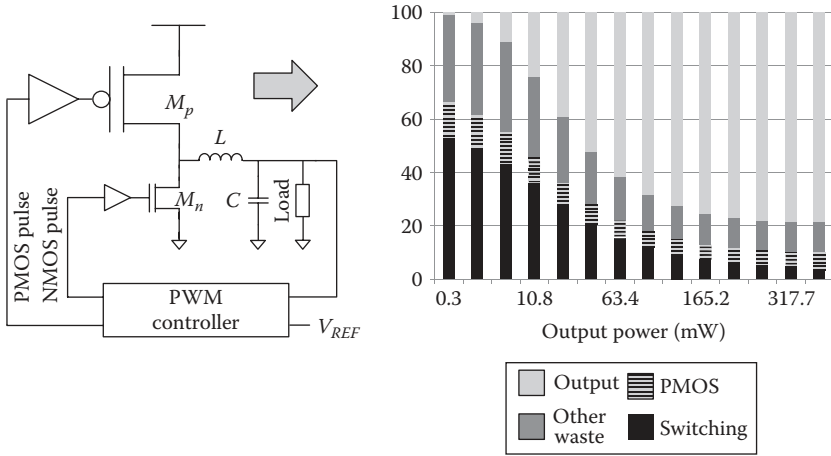 M_p
L
M_n
C
Load
PMOS pulse
NMOS pulse
PWM
controller
V_REF
100
80
60
40
20
0
0.3 10.8 63.4 165.2 317.7
Output power (mW)
Output
PMOS
Other
waste
Switching